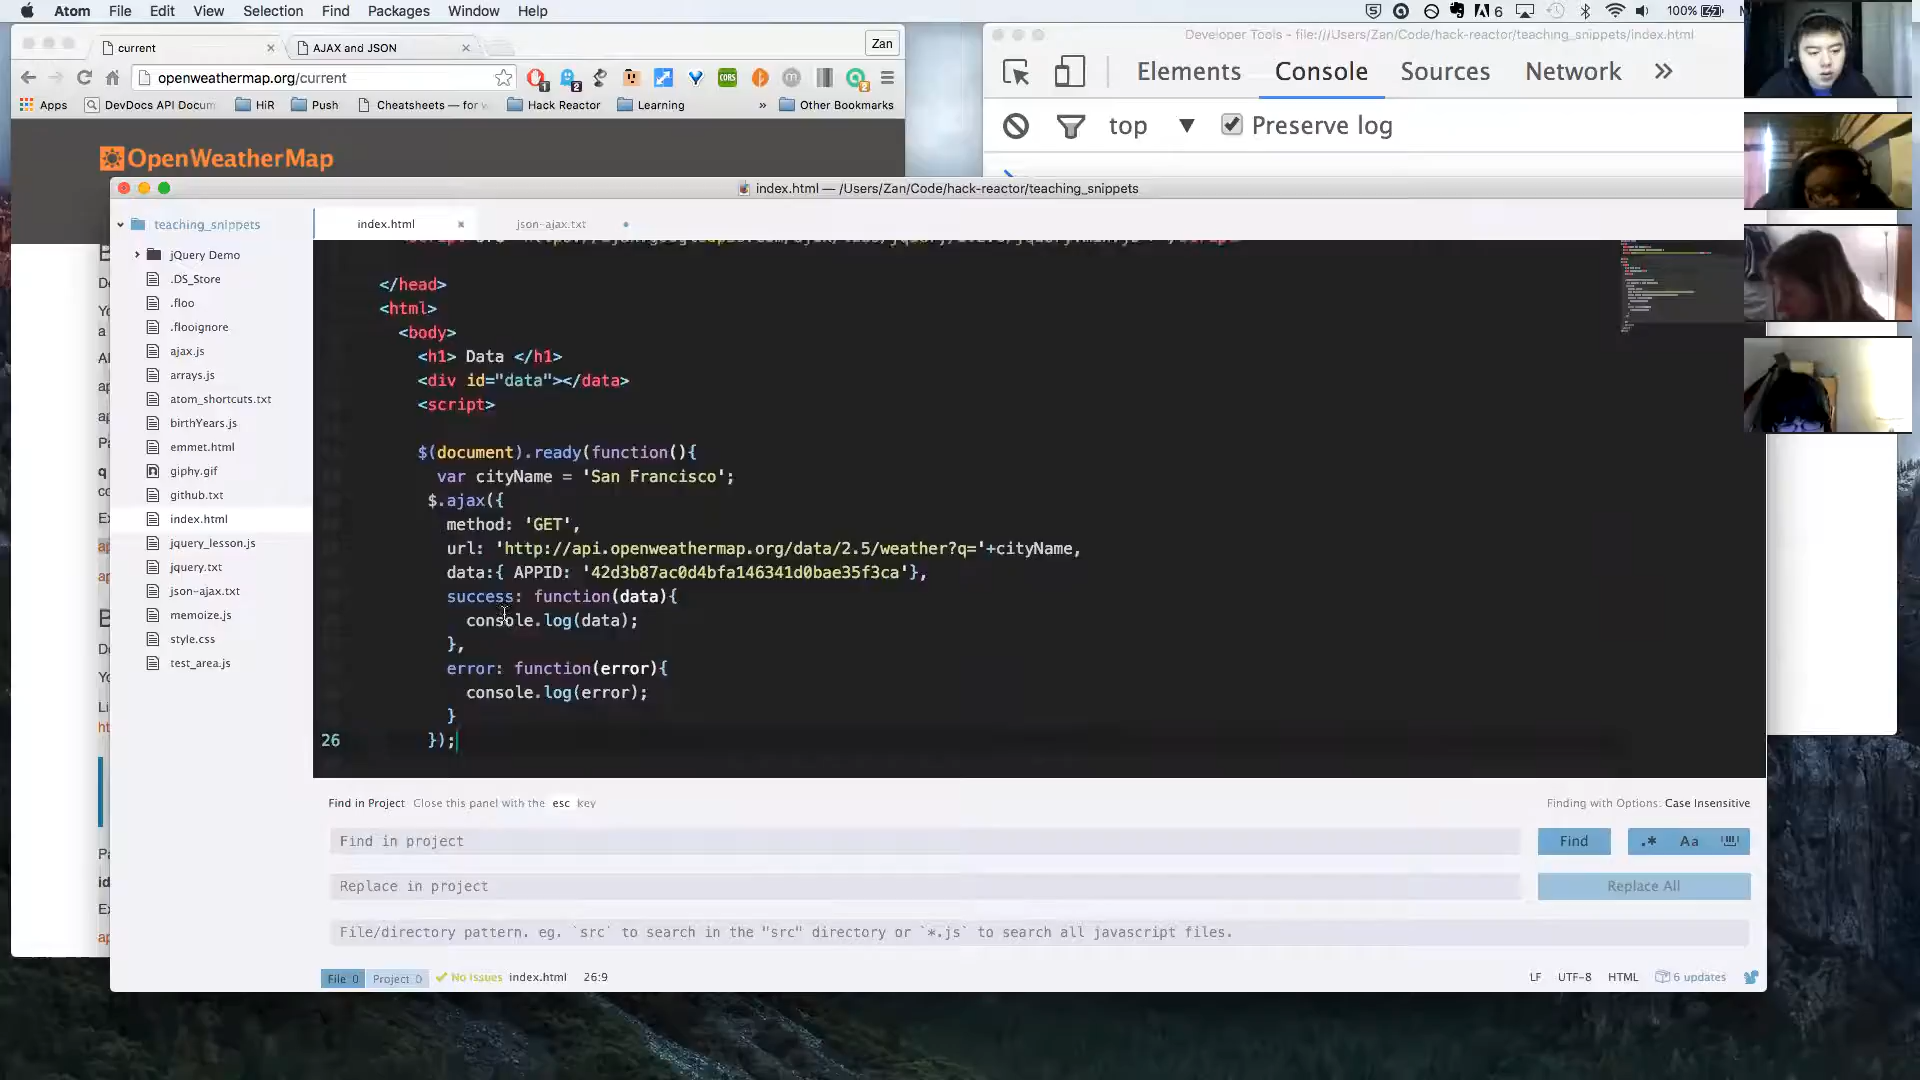 Atom File Edit View Selection Find Packages Window Help
6 100%
current
AJAX and JSON
Zan
openweathermap.org/current
Apps
DevDocs API Docum
HiR
Push
Cheatsheets — for
Hack Reactor
Learning
»
Other Bookmarks
OpenWeatherMap
Developer Tools - file:///Users/Zan/Code/hack-reactor/teaching_snippets/index.html
Elements Console Sources Network
top
Preserve log
index.html — /Users/Zan/Code/hack-reactor/teaching_snippets
teaching_snippets
jQuery Demo
.DS_Store
.floo
.flooignore
ajax.js
arrays.js
atom_shortcuts.txt
birthYears.js
emmet.html
giphy.gif
github.txt
index.html
jquery_lesson.js
jquery.txt
json-ajax.txt
memoize.js
style.css
test_area.js
index.html
json-ajax.txt
</head>
<html>
<body>
<h1> Data </h1>
<div id="data"></data>
<script>
$(document).ready(function(){
var cityName = 'San Francisco';
$.ajax({
method: 'GET',
url: 'http://api.openweathermap.org/data/2.5/weather?q='+cityName,
data:{ APPID: '42d3b87ac0d4bfa146341d0bae35f3ca'},
success: function(data){
console.log(data);
},
error: function(error){
console.log(error);
}
26 });
Find in Project Close this panel with the esc key
Finding with Options: Case Insensitive
Find in project
Find
.* Aa
Replace in project
Replace All
File/directory pattern. eg. `src` to search in the "src" directory or `*.js` to search all javascript files.
File 0 Project 0 No Issues index.html 26:9
LF UTF-8 HTML 6 updates